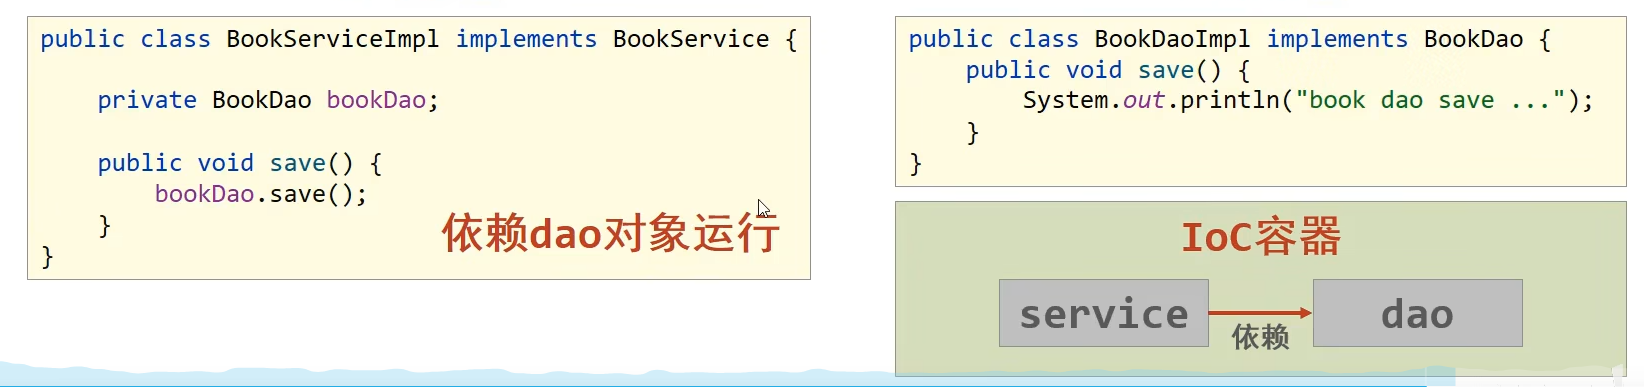 public class BookServiceImpl implements BookService {
private BookDao bookDao;
public void save() {
bookDao.save();
}
}
依赖dao对象运行
public class BookDaoImpl implements BookDao {
public void save() {
System.out.println("book dao save ...");
}
}
IoC容器
service
依赖
dao